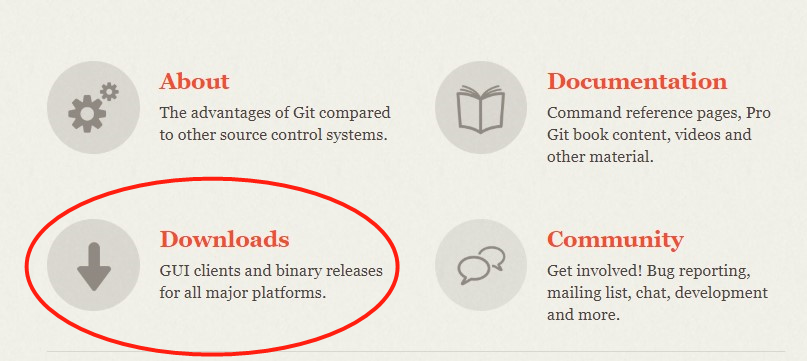 About
The advantages of Git compared
to other source control systems.
Documentation
Command reference pages, Pro
Git book content, videos and
other material.
Downloads
GUI clients and binary releases
for all major platforms.
Community
Get involved! Bug reporting,
mailing list, chat, development
and more.